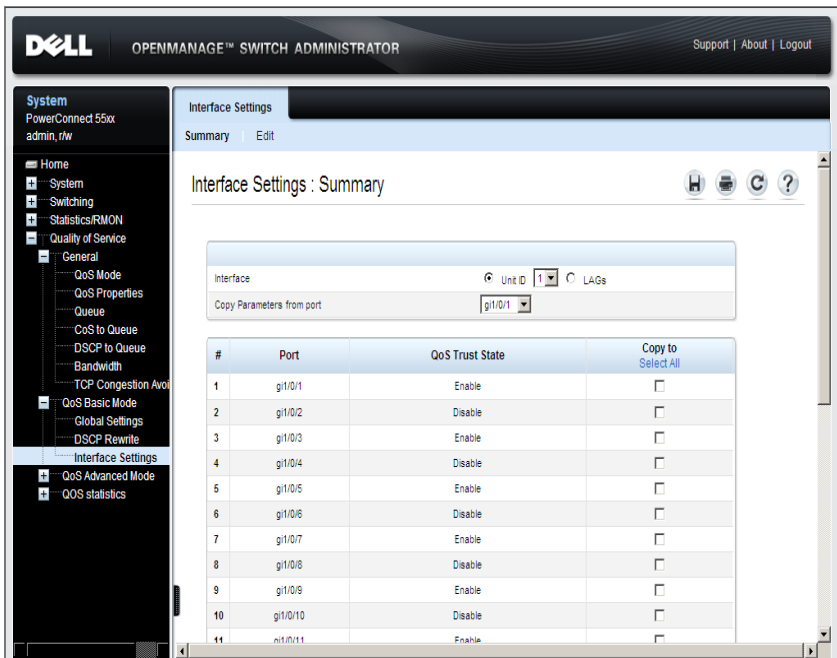 DELL
OPENMANAGE™ SWITCH ADMINISTRATOR
Support | About | Logout
System
PowerConnect 55xx
admin, r/w
Home
System
Switching
Statistics/RMON
Quality of Service
General
QoS Mode
QoS Properties
Queue
CoS to Queue
DSCP to Queue
Bandwidth
TCP Congestion Avoi
QoS Basic Mode
Global Settings
DSCP Rewrite
Interface Settings
QoS Advanced Mode
QOS statistics
Interface Settings
Summary Edit
Interface Settings : Summary
Interface Unit ID 1 LAGs
Copy Parameters from port gi1/0/1
# Port QoS Trust State Copy to
Select All
1 gi1/0/1 Enable
2 gi1/0/2 Disable
3 gi1/0/3 Enable
4 gi1/0/4 Disable
5 gi1/0/5 Enable
6 gi1/0/6 Disable
7 gi1/0/7 Enable
8 gi1/0/8 Disable
9 gi1/0/9 Enable
10 gi1/0/10 Disable
11 gi1/0/11 Enable